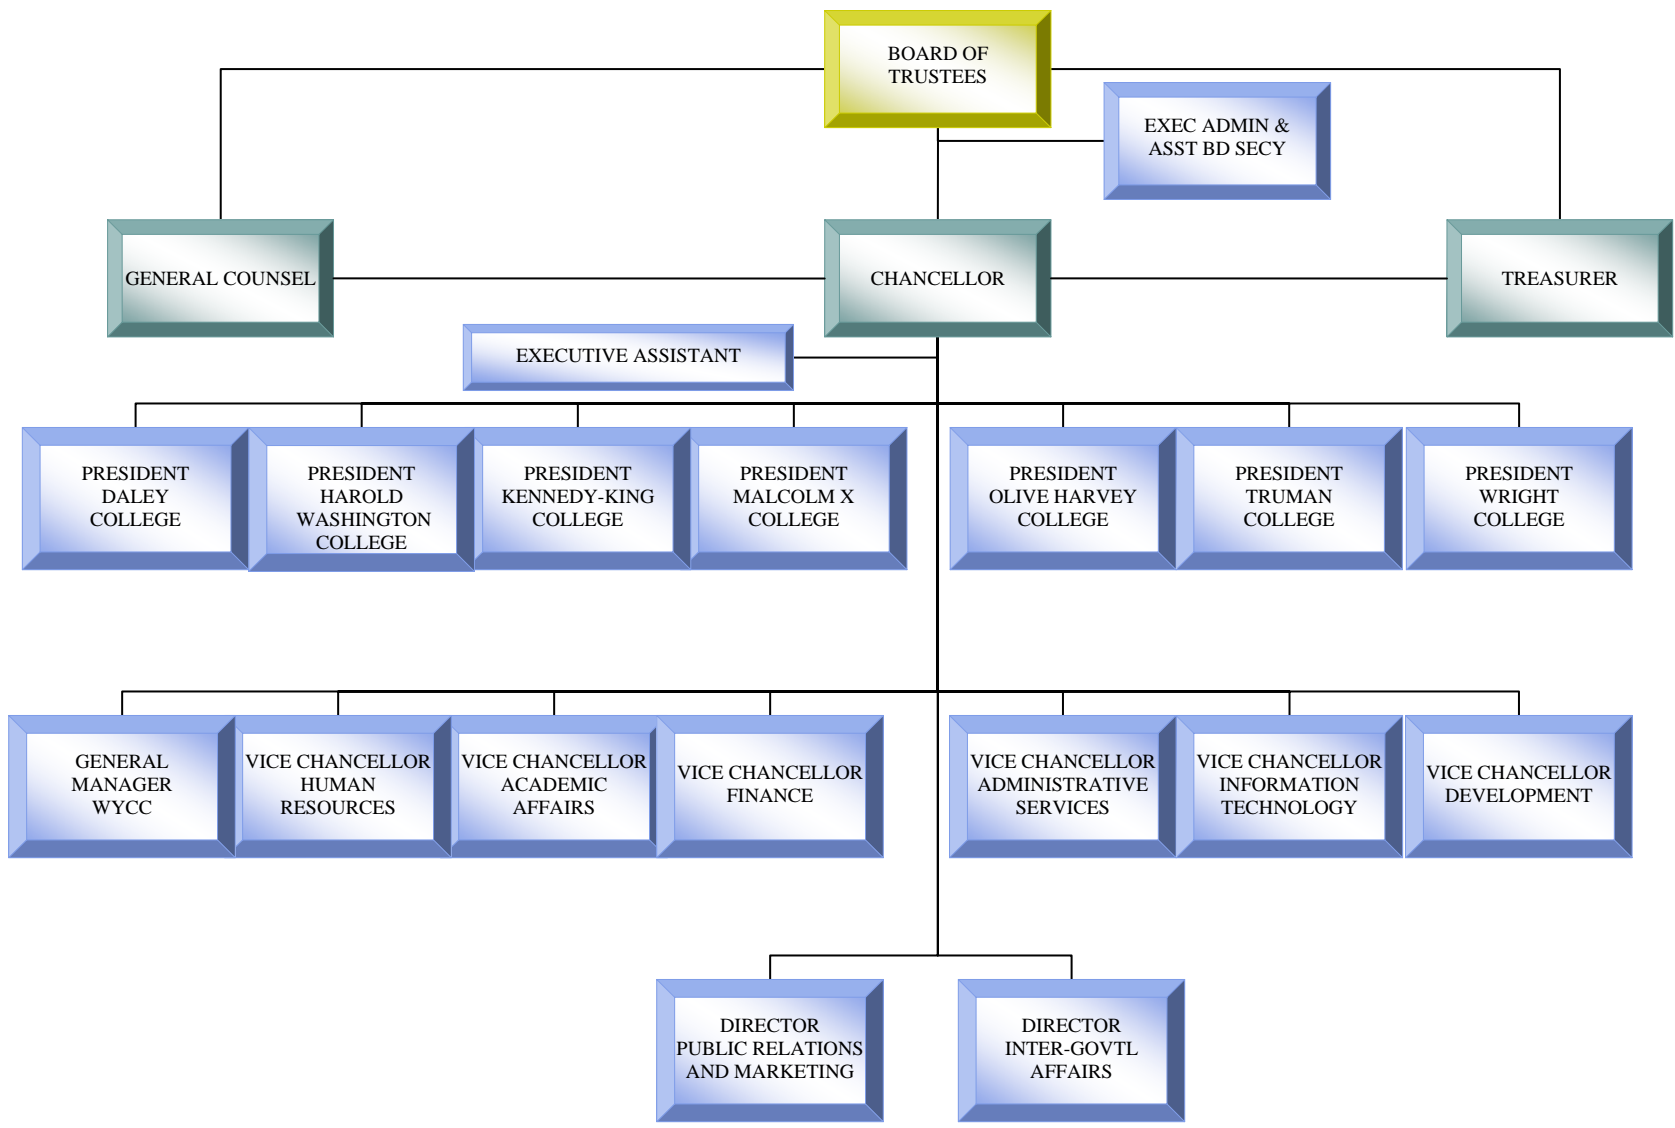 BOARD OF
TRUSTEES
EXEC ADMIN &
ASST BD SECY
GENERAL COUNSEL
CHANCELLOR
TREASURER
EXECUTIVE ASSISTANT
PRESIDENT
DALEY
COLLEGE
PRESIDENT
HAROLD
WASHINGTON
COLLEGE
PRESIDENT
KENNEDY-KING
COLLEGE
PRESIDENT
MALCOLM X
COLLEGE
PRESIDENT
OLIVE HARVEY
COLLEGE
PRESIDENT
TRUMAN
COLLEGE
PRESIDENT
WRIGHT
COLLEGE
GENERAL
MANAGER
WYCC
VICE CHANCELLOR
HUMAN
RESOURCES
VICE CHANCELLOR
ACADEMIC
AFFAIRS
VICE CHANCELLOR
FINANCE
VICE CHANCELLOR
ADMINISTRATIVE
SERVICES
VICE CHANCELLOR
INFORMATION
TECHNOLOGY
VICE CHANCELLOR
DEVELOPMENT
DIRECTOR
PUBLIC RELATIONS
AND MARKETING
DIRECTOR
INTER-GOVTL
AFFAIRS